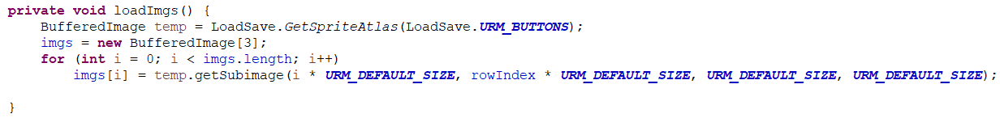 private void loadImgs() {
    BufferedImage temp = LoadSave.GetSpriteAtlas(LoadSave.URM_BUTTONS);
    imgs = new BufferedImage[3];
    for (int i = 0; i < imgs.length; i++)
        imgs[i] = temp.getSubimage(i * URM_DEFAULT_SIZE, rowIndex * URM_DEFAULT_SIZE, URM_DEFAULT_SIZE, URM_DEFAULT_SIZE);
}